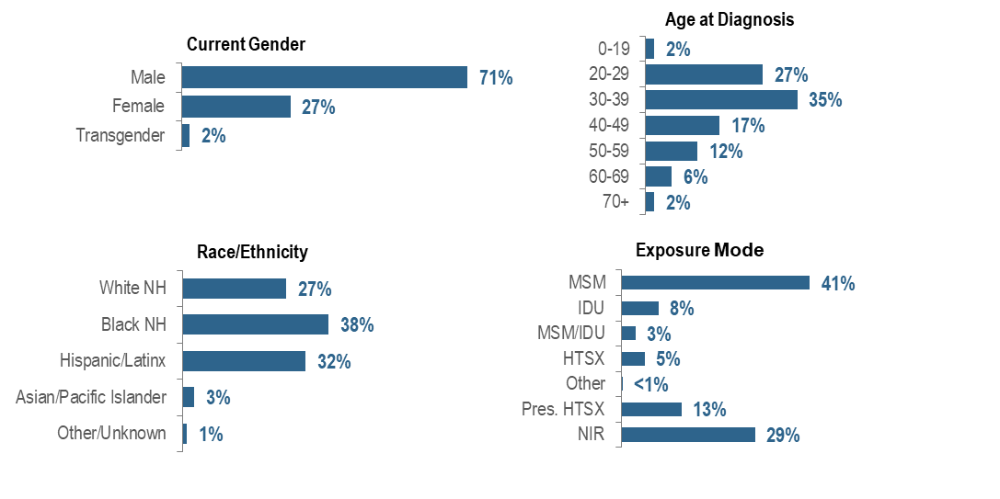 Current Gender
Male 71%
Female 27%
Transgender 2%
Age at Diagnosis
0-19 2%
20-29 27%
30-39 35%
40-49 17%
50-59 12%
60-69 6%
70+ 2%
Race/Ethnicity
White NH 27%
Black NH 38%
Hispanic/Latinx 32%
Asian/Pacific Islander 3%
Other/Unknown 1%
Exposure Mode
MSM 41%
IDU 8%
MSM/IDU 3%
HTSX 5%
Other <1%
Pres. HTSX 13%
NIR 29%